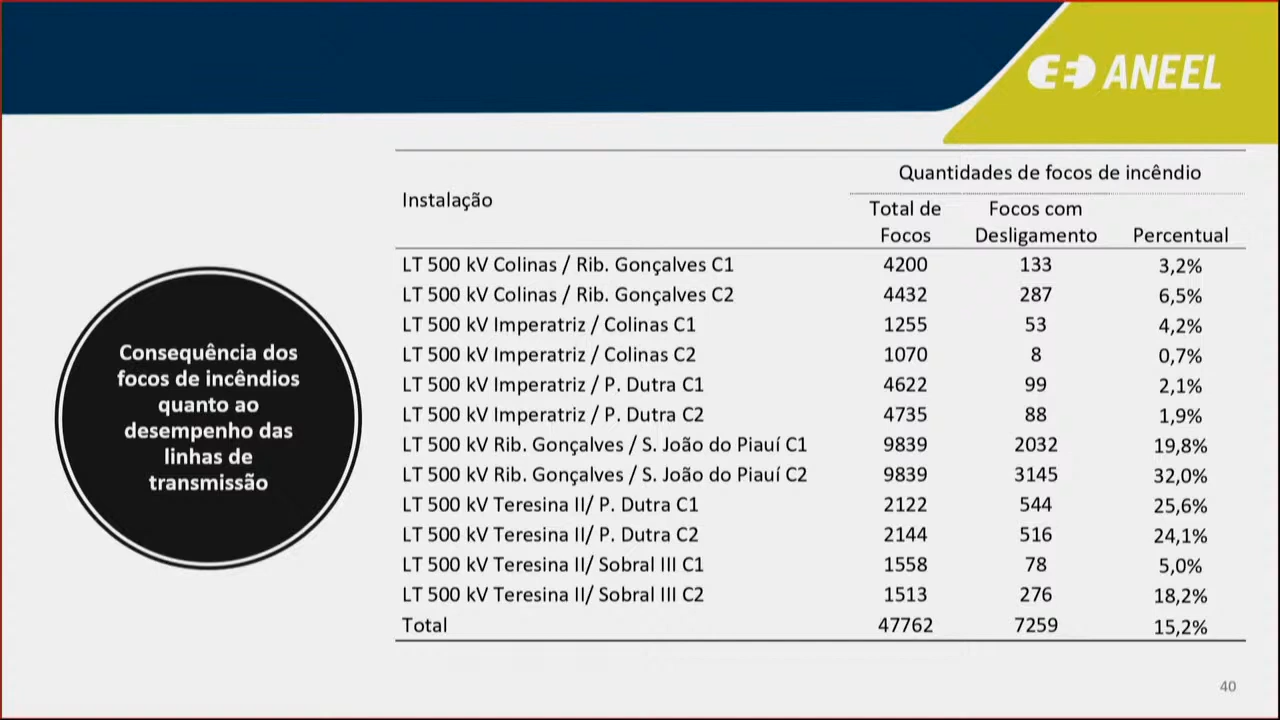 ANEEL
Quantidades de focos de incêndio
Instalação
Total de Focos com
Focos Desligamento Percentual
LT 500 kV Colinas / Rib. Gonçalves C1 4200 133 3,2%
LT 500 kV Colinas / Rib. Gonçalves C2 4432 287 6,5%
LT 500 kV Imperatriz / Colinas C1 1255 53 4,2%
LT 500 kV Imperatriz / Colinas C2 1070 8 0,7%
LT 500 kV Imperatriz / P. Dutra C1 4622 99 2,1%
LT 500 kV Imperatriz / P. Dutra C2 4735 88 1,9%
LT 500 kV Rib. Gonçalves / S. João do Piauí C1 9839 2032 19,8%
LT 500 kV Rib. Gonçalves / S. João do Piauí C2 9839 3145 32,0%
LT 500 kV Teresina II/ P. Dutra C1 2122 544 25,6%
LT 500 kV Teresina II/ P. Dutra C2 2144 516 24,1%
LT 500 kV Teresina II/ Sobral III C1 1558 78 5,0%
LT 500 kV Teresina II/ Sobral III C2 1513 276 18,2%
Total 47762 7259 15,2%
Consequência dos
focos de incêndios
quanto ao
desempenho das
linhas de
transmissão
40